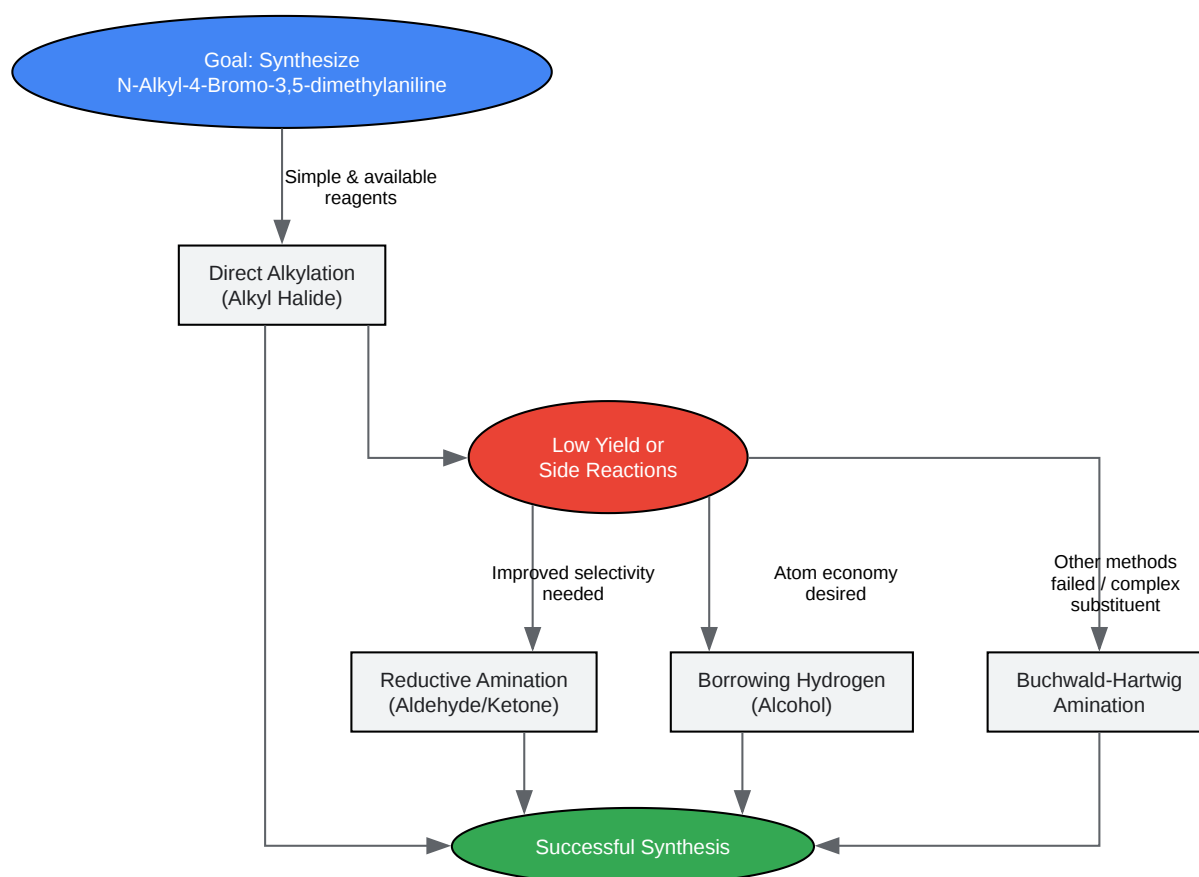 Goal: Synthesize
N-Alkyl-4-Bromo-3,5-dimethylaniline
Simple & available
reagents
Direct Alkylation
(Alkyl Halide)
Low Yield or
Side Reactions
Improved selectivity
needed
Atom economy
desired
Other methods
failed / complex
substituent
Reductive Amination
(Aldehyde/Ketone)
Borrowing Hydrogen
(Alcohol)
Buchwald-Hartwig
Amination
Successful Synthesis